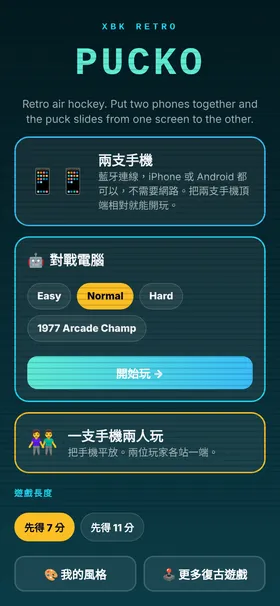 XBK RETRO
PUCKO
Retro air hockey. Put two phones together and
the puck slides from one screen to the other.
兩支手機
藍牙連線，iPhone 或 Android 都
可以，不需要網路。把兩支手機頂
端相對就能開玩。
對戰電腦
Easy
Normal
Hard
1977 Arcade Champ
開始玩 →
一支手機兩人玩
把手機平放。兩位玩家各站一端。
遊戲長度
先得 7 分
先得 11 分
我的風格
更多復古遊戲